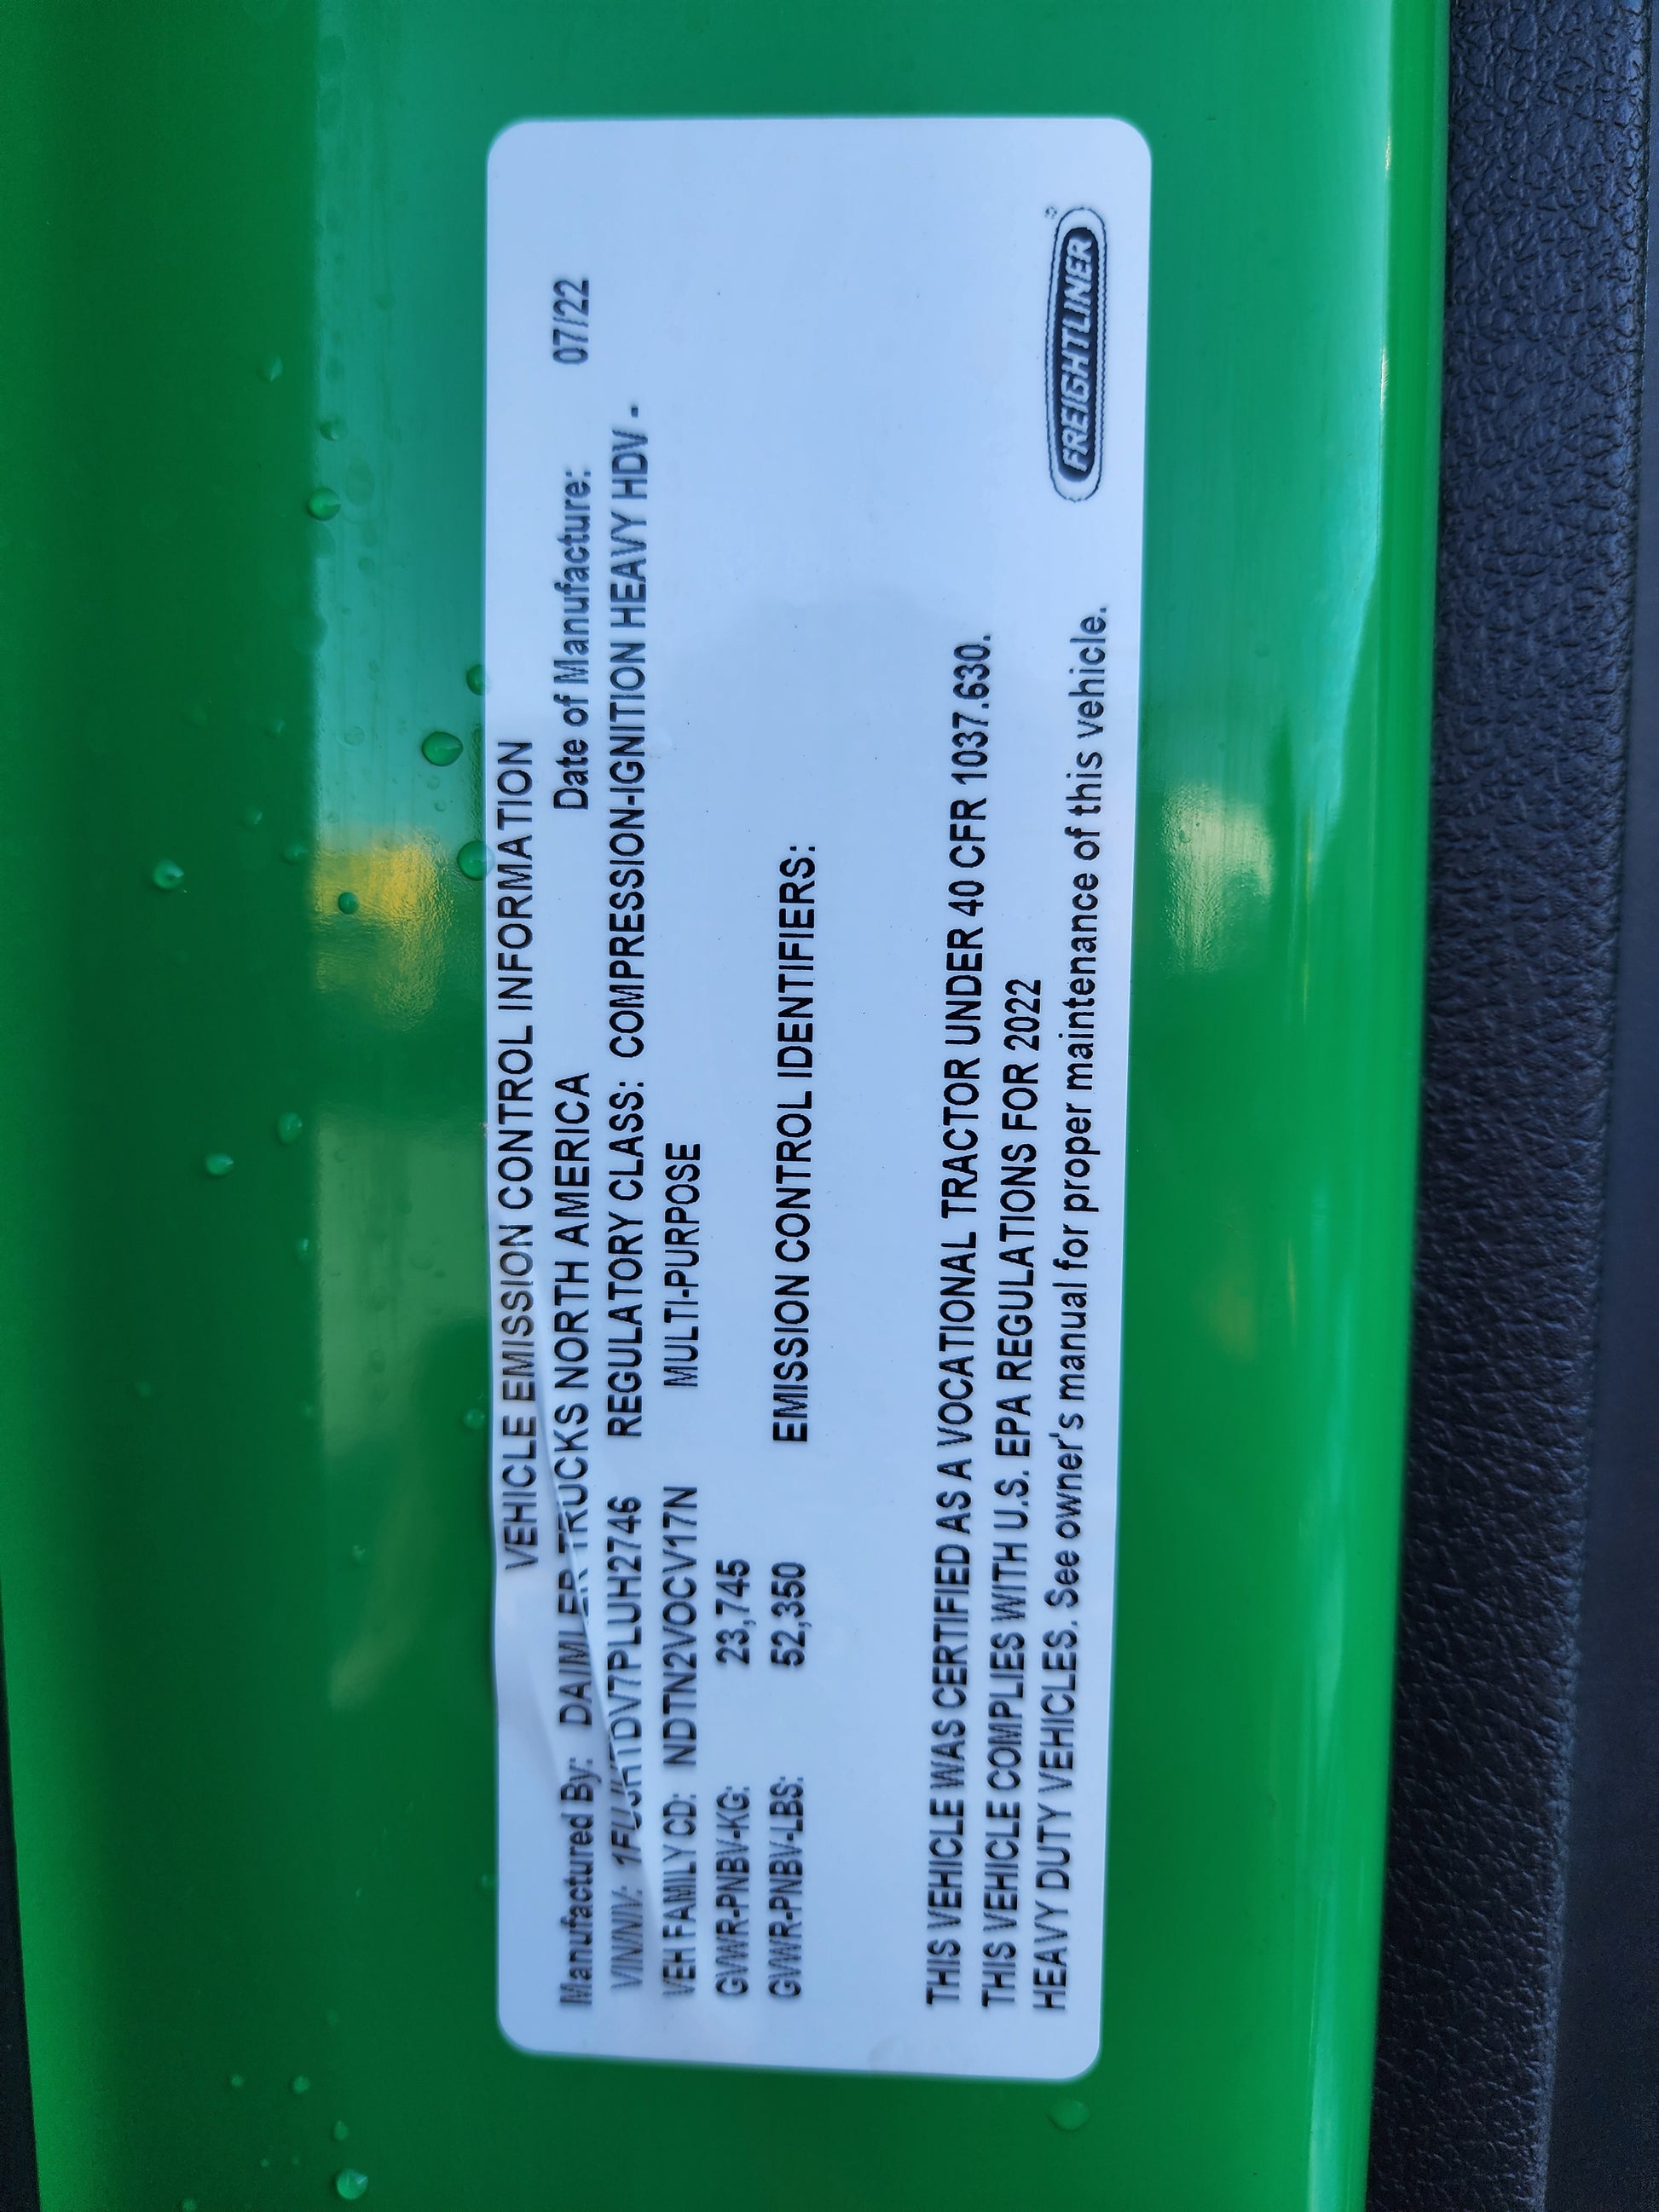 VEHICLE EMISSION CONTROL INFORMATION
Manufactured By: DAIMLER TRUCKS NORTH AMERICA Date of Manufacture: 07/22
VIN/NIV: REGULATORY CLASS: COMPRESSION-IGNITION HEAVY HDV -
VEH FAMILY CD: NDTN2VOCV17N MULTI-PURPOSE
GVWR-PNBV-KG: 23,745
GVWR-PNBV-LBS: 52,350 EMISSION CONTROL IDENTIFIERS:
THIS VEHICLE WAS CERTIFIED AS A VOCATIONAL TRACTOR UNDER 40 CFR 1037.630.
THIS VEHICLE COMPLIES WITH U.S. EPA REGULATIONS FOR 2022
HEAVY DUTY VEHICLES. See owner's manual for proper maintenance of this vehicle.
FREIGHTLINER®